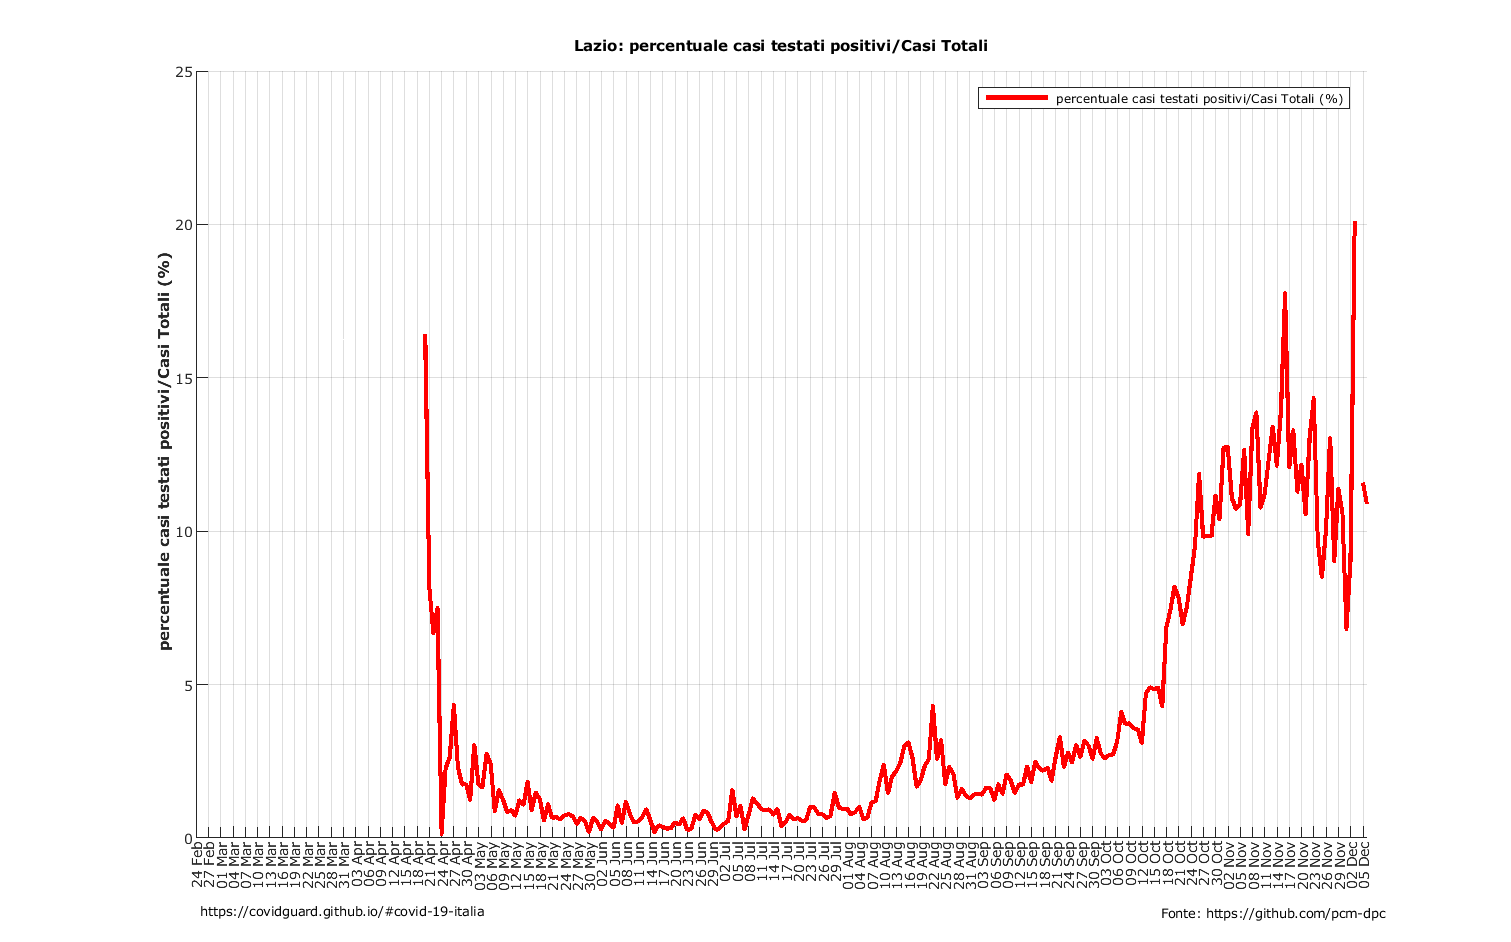 Lazio: percentuale casi testati positivi/Casi Totali
percentuale casi testati positivi/Casi Totali (%)
percentuale casi testati positivi/Casi Totali (%)
25
20
15
10
5
0
24 Feb
27 Feb
01 Mar
04 Mar
07 Mar
10 Mar
13 Mar
16 Mar
19 Mar
22 Mar
25 Mar
28 Mar
31 Mar
03 Apr
06 Apr
09 Apr
12 Apr
15 Apr
18 Apr
21 Apr
24 Apr
27 Apr
30 Apr
03 May
06 May
09 May
12 May
15 May
18 May
21 May
24 May
27 May
30 May
02 Jun
05 Jun
08 Jun
11 Jun
14 Jun
17 Jun
20 Jun
23 Jun
26 Jun
29 Jun
02 Jul
05 Jul
08 Jul
11 Jul
14 Jul
17 Jul
20 Jul
23 Jul
26 Jul
29 Jul
01 Aug
04 Aug
07 Aug
10 Aug
13 Aug
16 Aug
19 Aug
22 Aug
25 Aug
28 Aug
31 Aug
03 Sep
06 Sep
09 Sep
12 Sep
15 Sep
18 Sep
21 Sep
24 Sep
27 Sep
30 Sep
03 Oct
06 Oct
09 Oct
12 Oct
15 Oct
18 Oct
21 Oct
24 Oct
27 Oct
30 Oct
02 Nov
05 Nov
08 Nov
11 Nov
14 Nov
17 Nov
20 Nov
23 Nov
26 Nov
29 Nov
02 Dec
05 Dec
https://covidguard.github.io/#covid-19-italia
Fonte: https://github.com/pcm-dpc